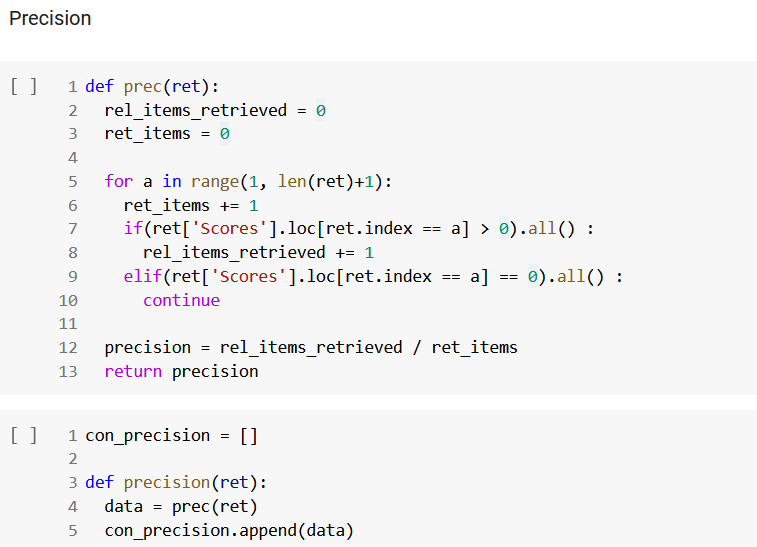 Precision
[ ] 1 def prec(ret):
2   rel_items_retrieved = 0
3   ret_items = 0
4
5   for a in range(1, len(ret)+1):
6     ret_items += 1
7     if(ret['Scores'].loc[ret.index == a] > 0).all() :
8       rel_items_retrieved += 1
9     elif(ret['Scores'].loc[ret.index == a] == 0).all() :
10       continue
11
12   precision = rel_items_retrieved / ret_items
13   return precision
[ ] 1 con_precision = []
2
3 def precision(ret):
4   data = prec(ret)
5   con_precision.append(data)